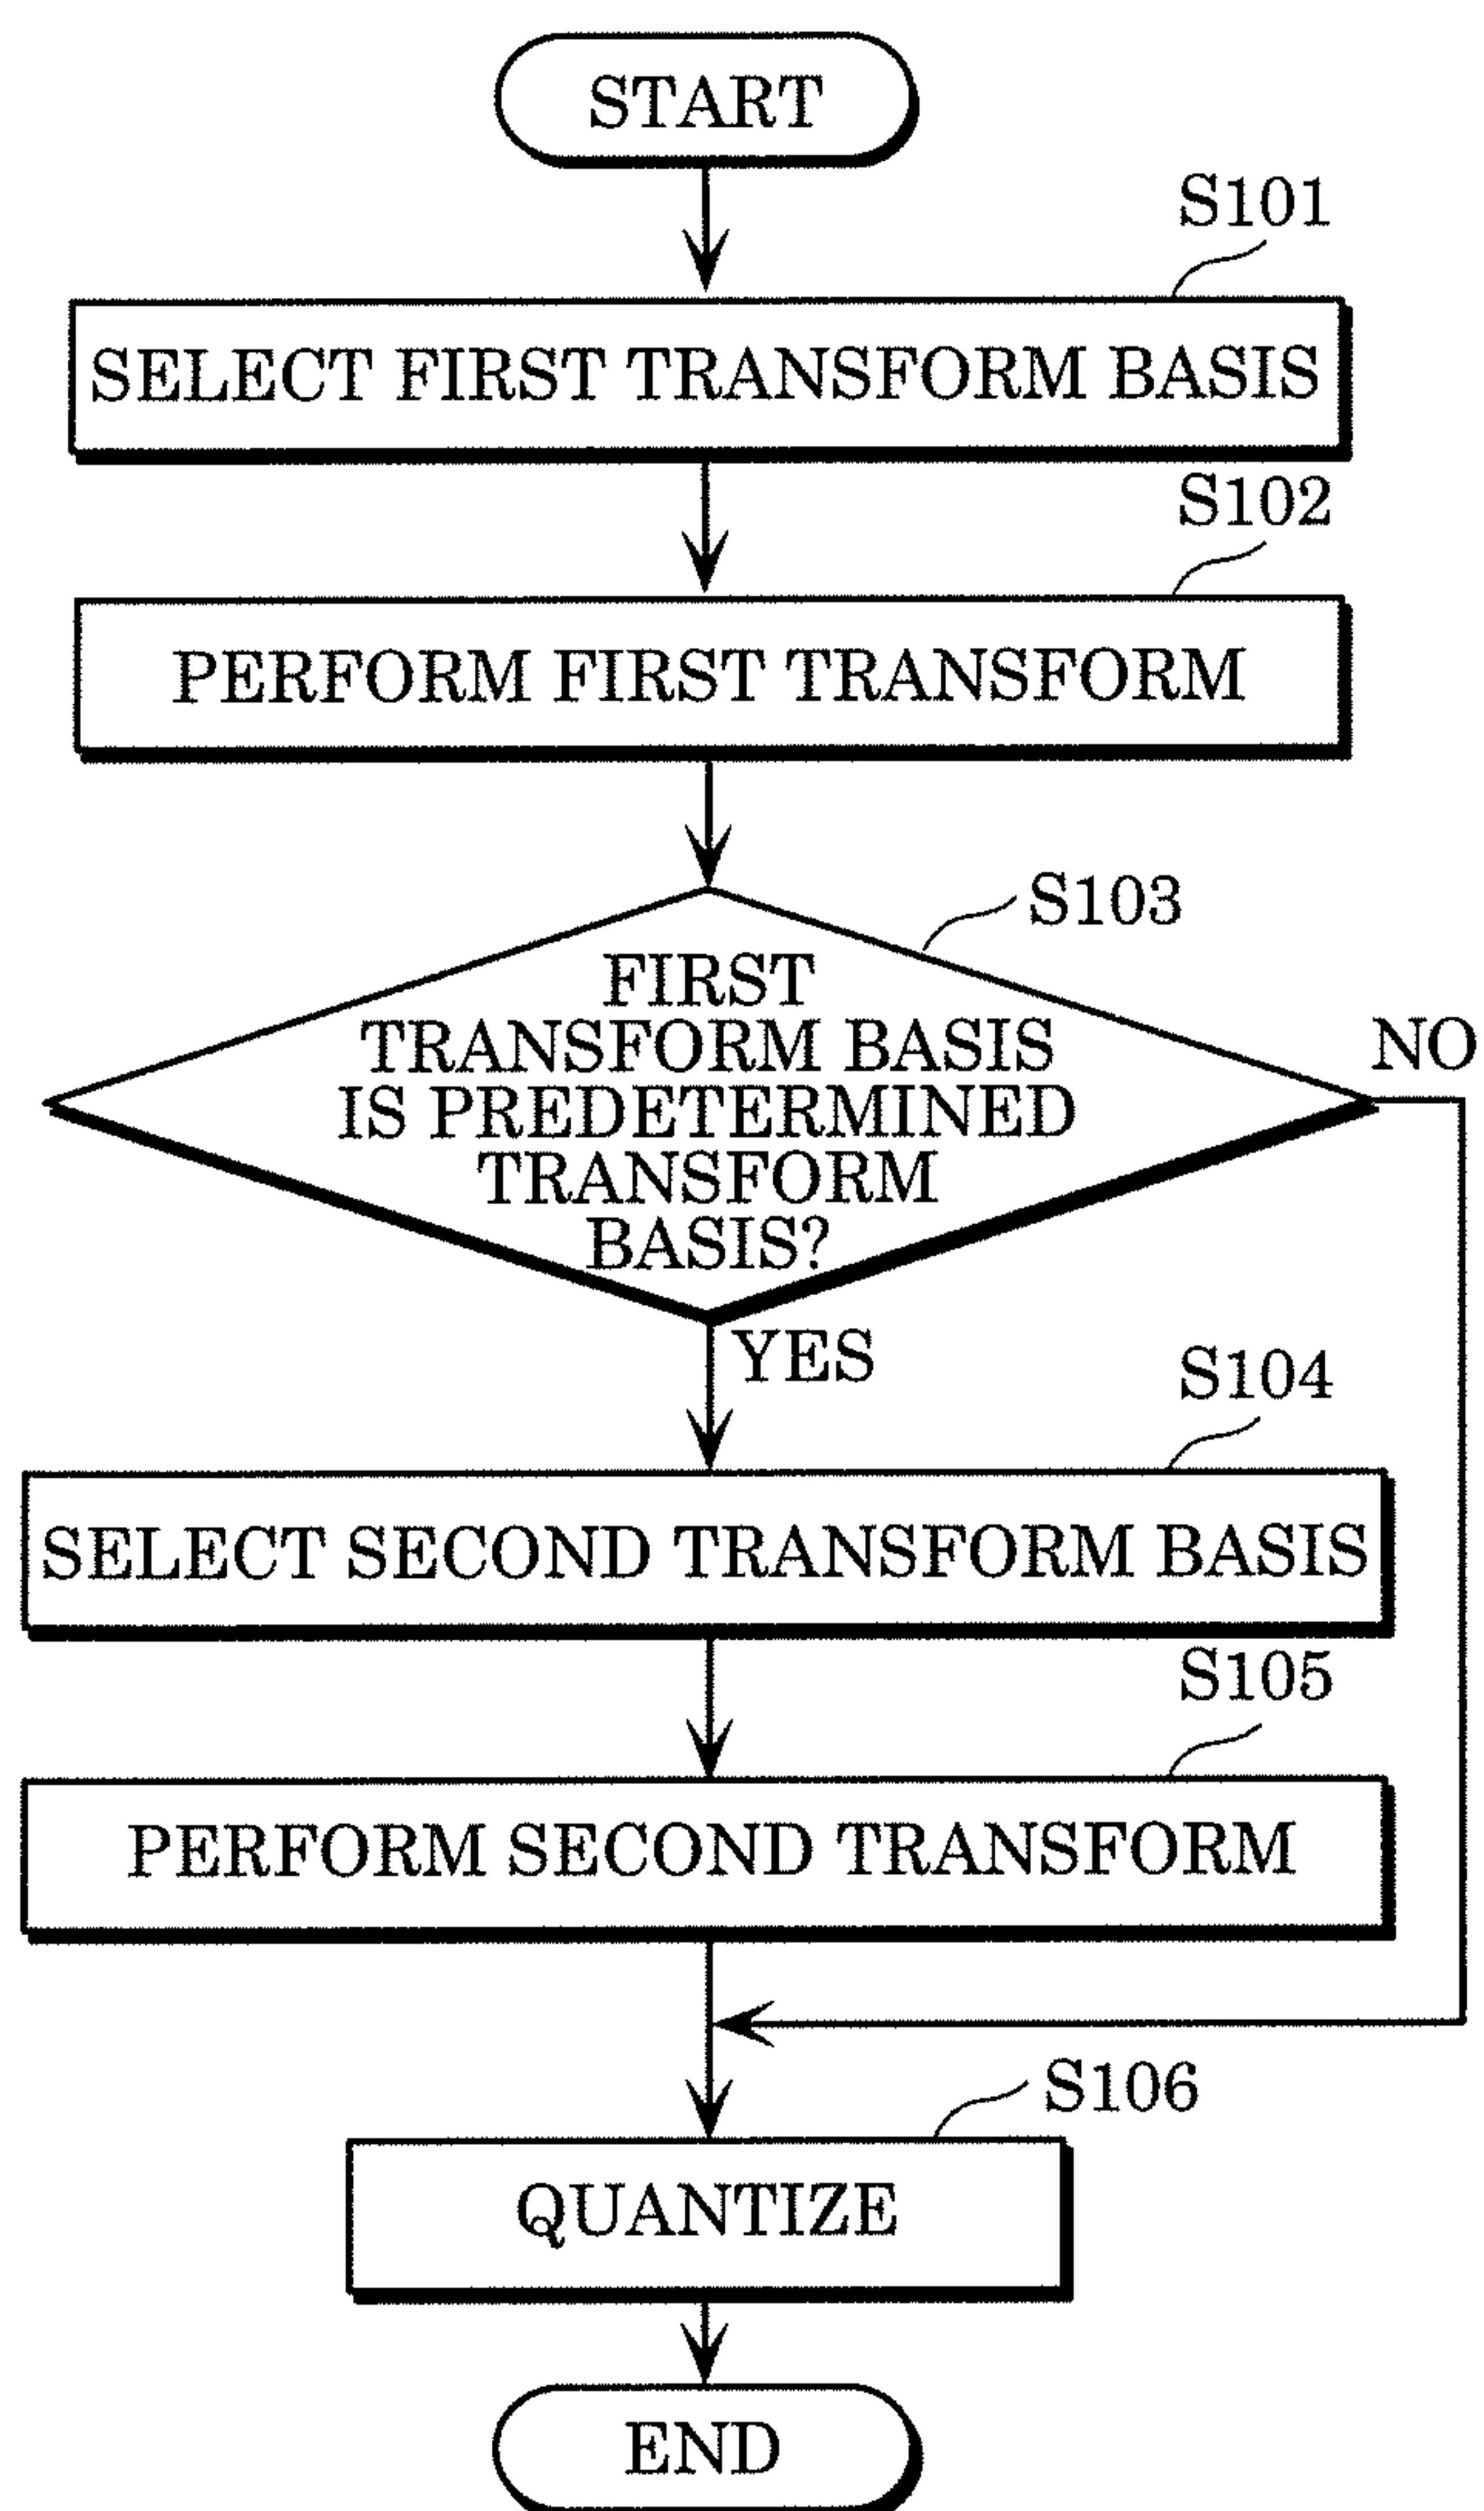 START
S101
SELECT FIRST TRANSFORM BASIS
S102
PERFORM FIRST TRANSFORM
S103
FIRST
TRANSFORM BASIS
IS PREDETERMINED
TRANSFORM
BASIS?
NO
YES
S104
SELECT SECOND TRANSFORM BASIS
S105
PERFORM SECOND TRANSFORM
S106
QUANTIZE
END